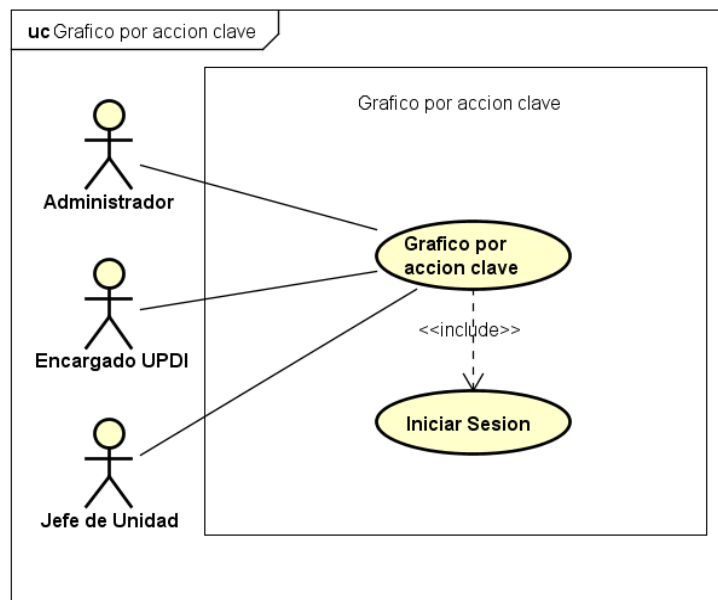 uc Grafico por accion clave
Grafico por accion clave
Administrador
Grafico por
accion clave
Encargado UPDI
<<include>>
Iniciar Sesion
Jefe de Unidad